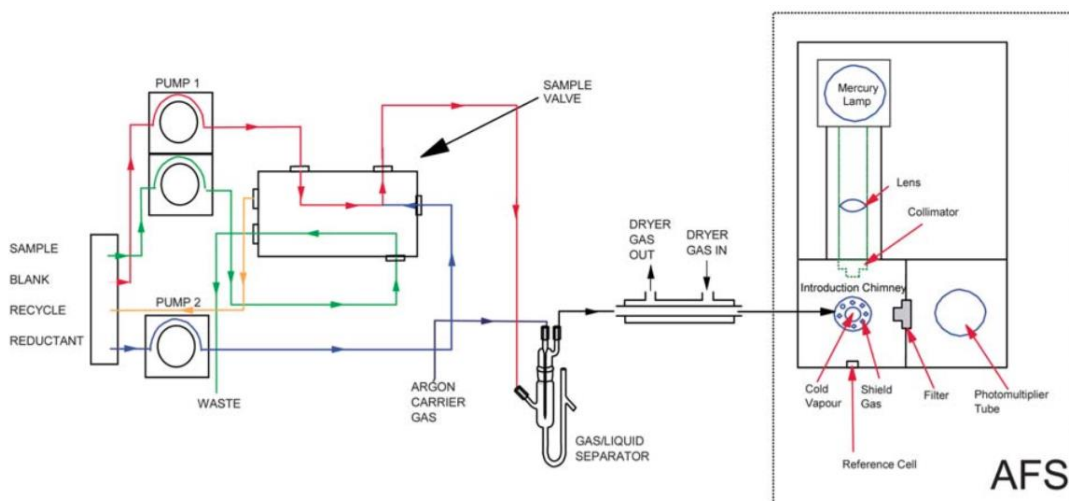 PUMP 1
SAMPLE
VALVE
SAMPLE
BLANK
RECYCLE
REDUCTANT
PUMP 2
WASTE
ARGON
CARRIER
GAS
GAS/LIQUID
SEPARATOR
DRYER
GAS
OUT
DRYER
GAS IN
Mercury
Lamp
Lens
Collimator
Introduction Chimney
Cold
Vapour
Shield
Gas
Filter
Photomultiplier
Tube
Reference Cell
AFS